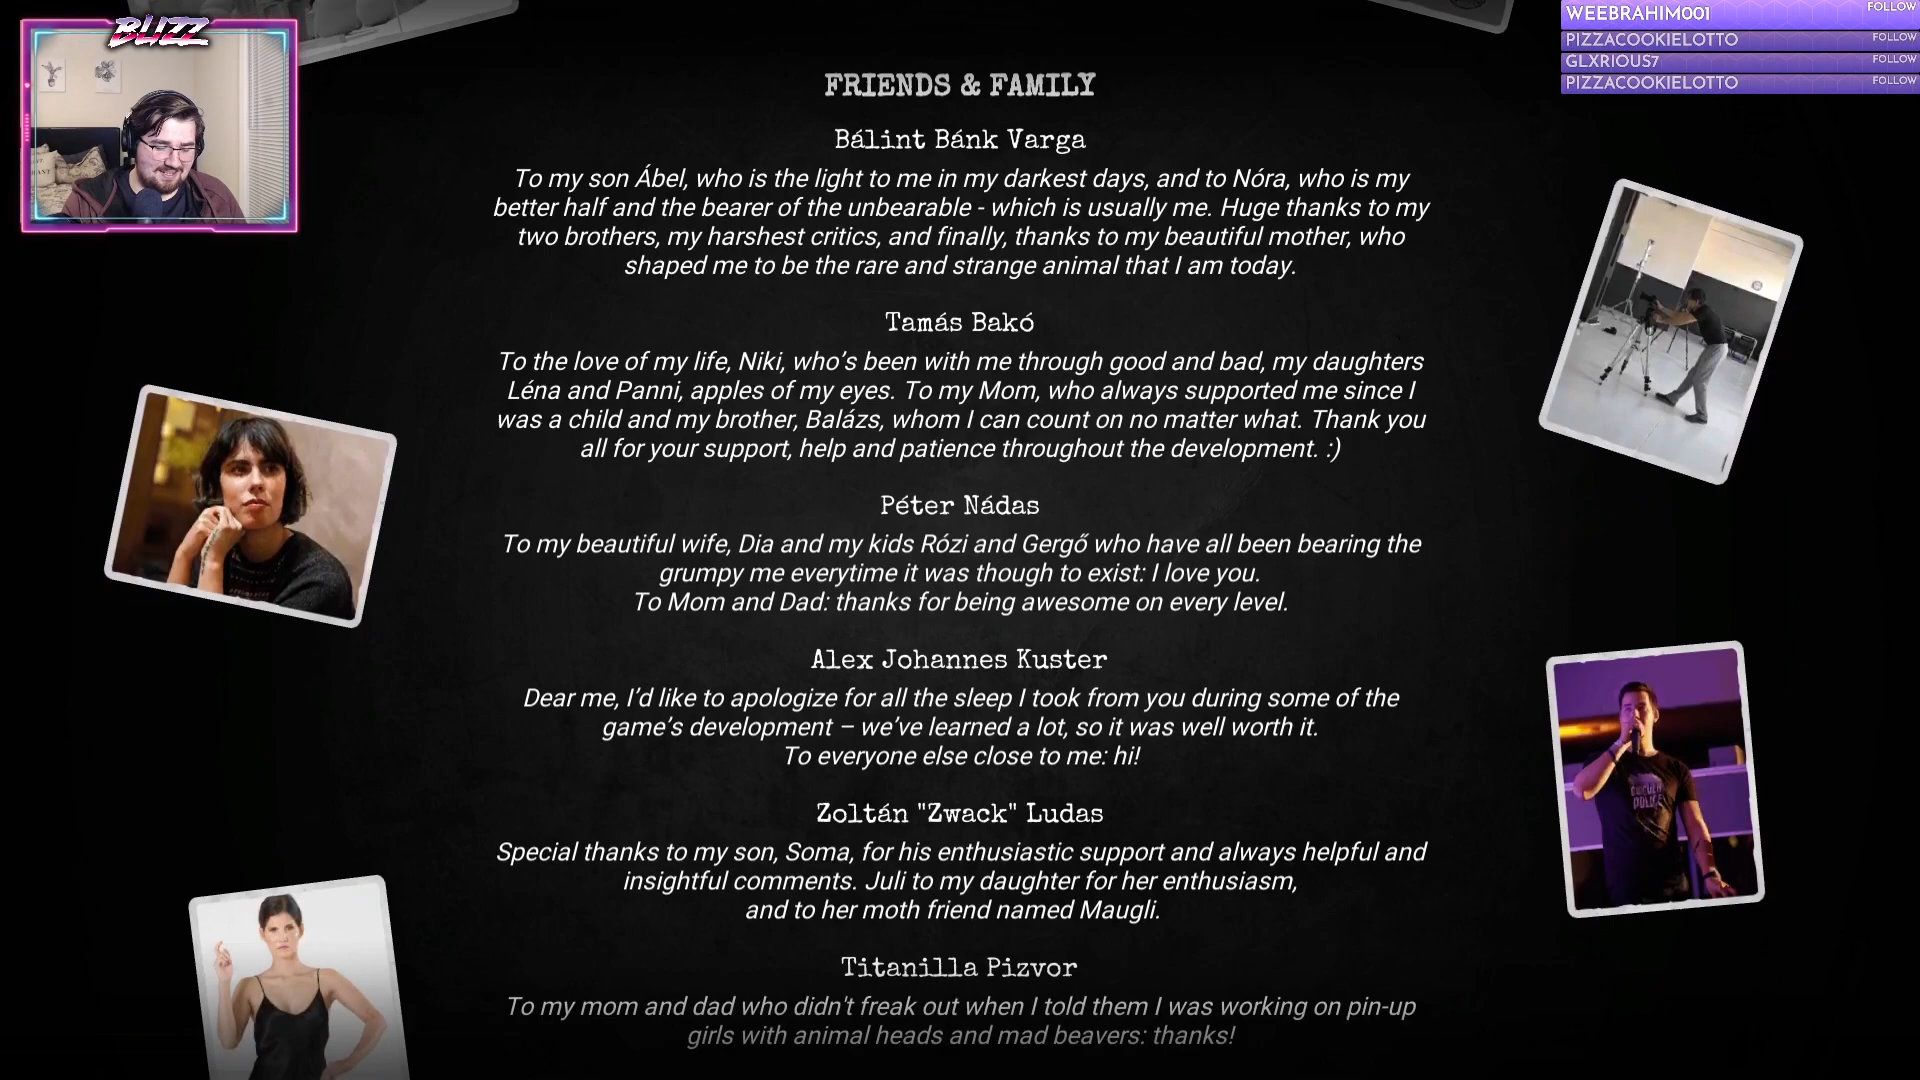 BLIZZ
WEEBRAHIM001 FOLLOW
PIZZACOOKIELOTTO FOLLOW
GLXRIOUS7 FOLLOW
PIZZACOOKIELOTTO FOLLOW
FRIENDS & FAMILY
Bálint Bánk Varga
To my son Ábel, who is the light to me in my darkest days, and to Nóra, who is my
better half and the bearer of the unbearable - which is usually me. Huge thanks to my
two brothers, my harshest critics, and finally, thanks to my beautiful mother, who
shaped me to be the rare and strange animal that I am today.
Tamás Bakó
To the love of my life, Niki, who’s been with me through good and bad, my daughters
Léna and Panni, apples of my eyes. To my Mom, who always supported me since I
was a child and my brother, Balázs, whom I can count on no matter what. Thank you
all for your support, help and patience throughout the development. :)
Péter Nádas
To my beautiful wife, Dia and my kids Rózi and Gergő who have all been bearing the
grumpy me everytime it was though to exist: I love you.
To Mom and Dad: thanks for being awesome on every level.
Alex Johannes Kuster
Dear me, I’d like to apologize for all the sleep I took from you during some of the
game’s development – we’ve learned a lot, so it was well worth it.
To everyone else close to me: hi!
Zoltán "Zwack" Ludas
Special thanks to my son, Soma, for his enthusiastic support and always helpful and
insightful comments. Juli to my daughter for her enthusiasm,
and to her moth friend named Maugli.
Titanilla Pizvor
To my mom and dad who didn't freak out when I told them I was working on pin-up
girls with animal heads and mad beavers: thanks!